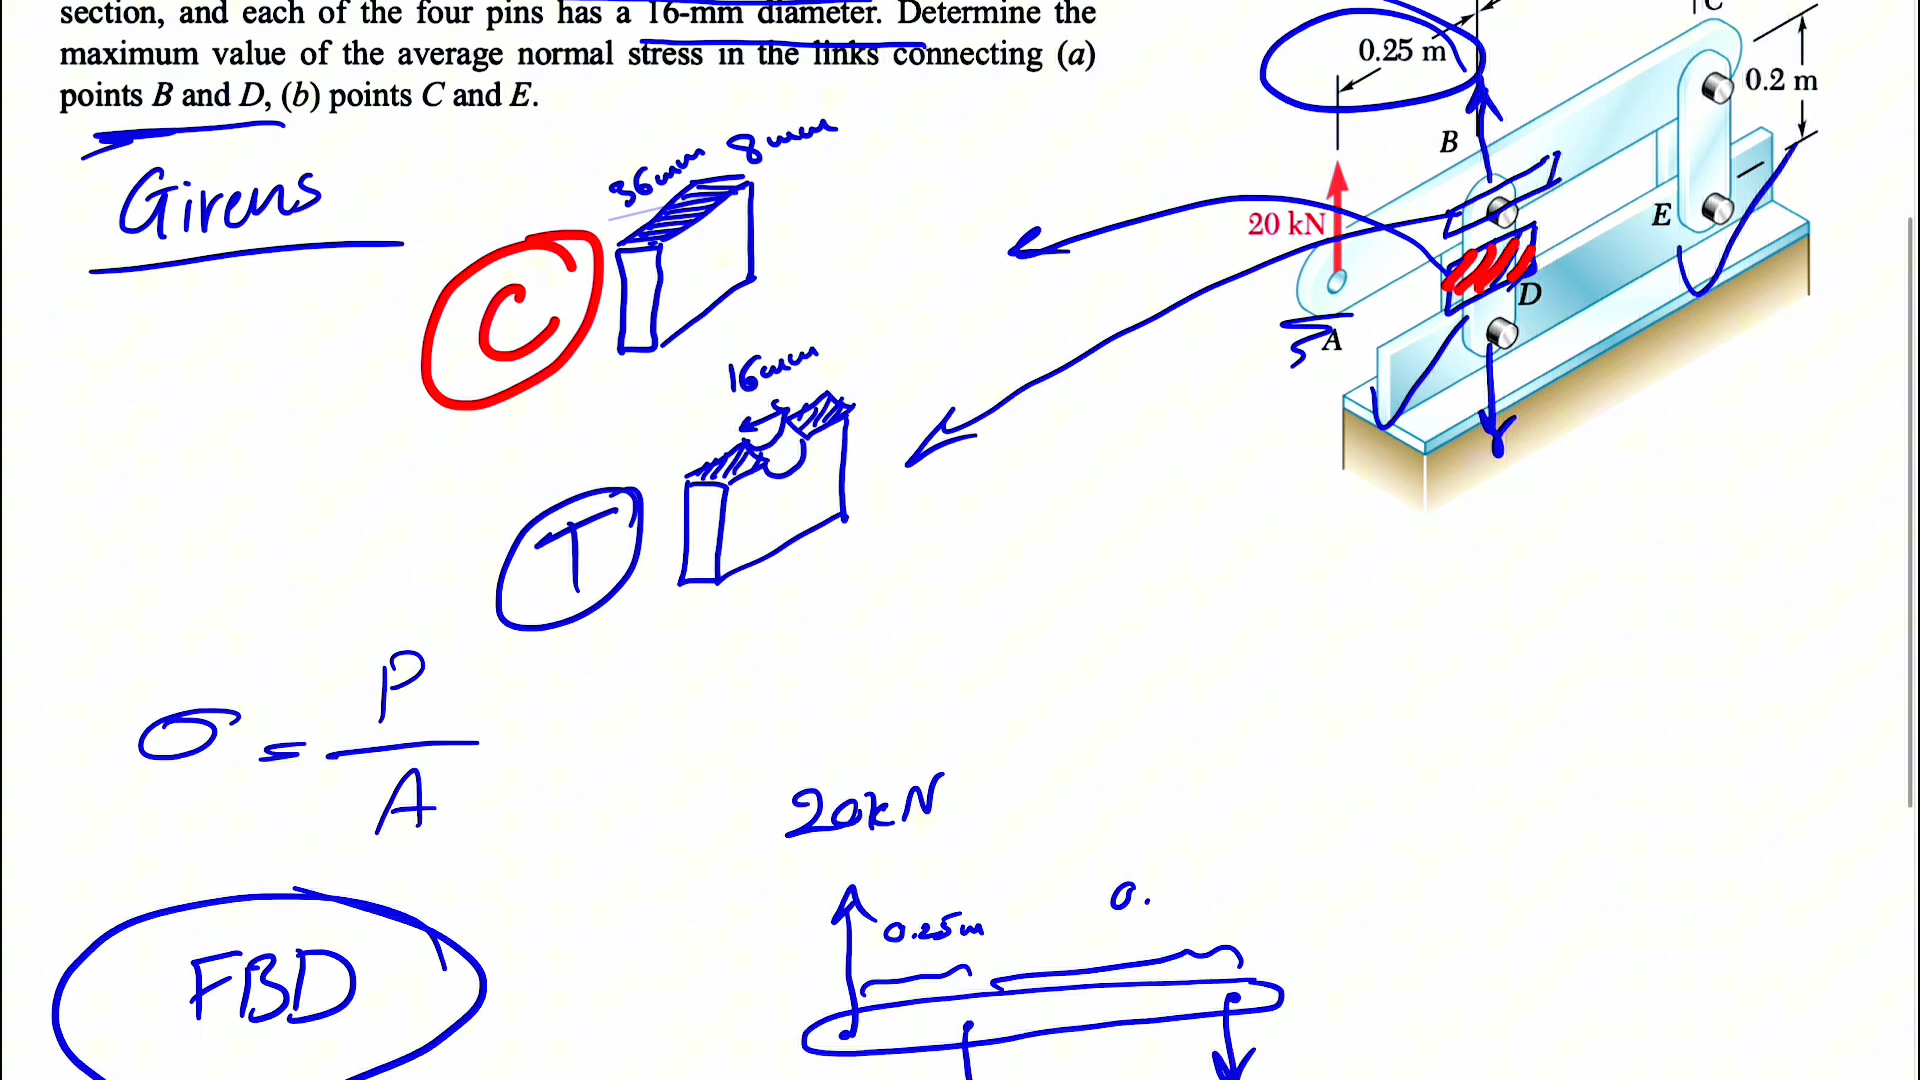 section, and each of the four pins has a 16-mm diameter. Determine the
maximum value of the average normal stress in the links connecting (a)
points B and D, (b) points C and E.
Girens
36mm 8mm
C
16mm
T
C
0.25 m
0.2 m
B
20 kN
E
D
A
σ = P
A
20kN
0.25m
0.
FBD